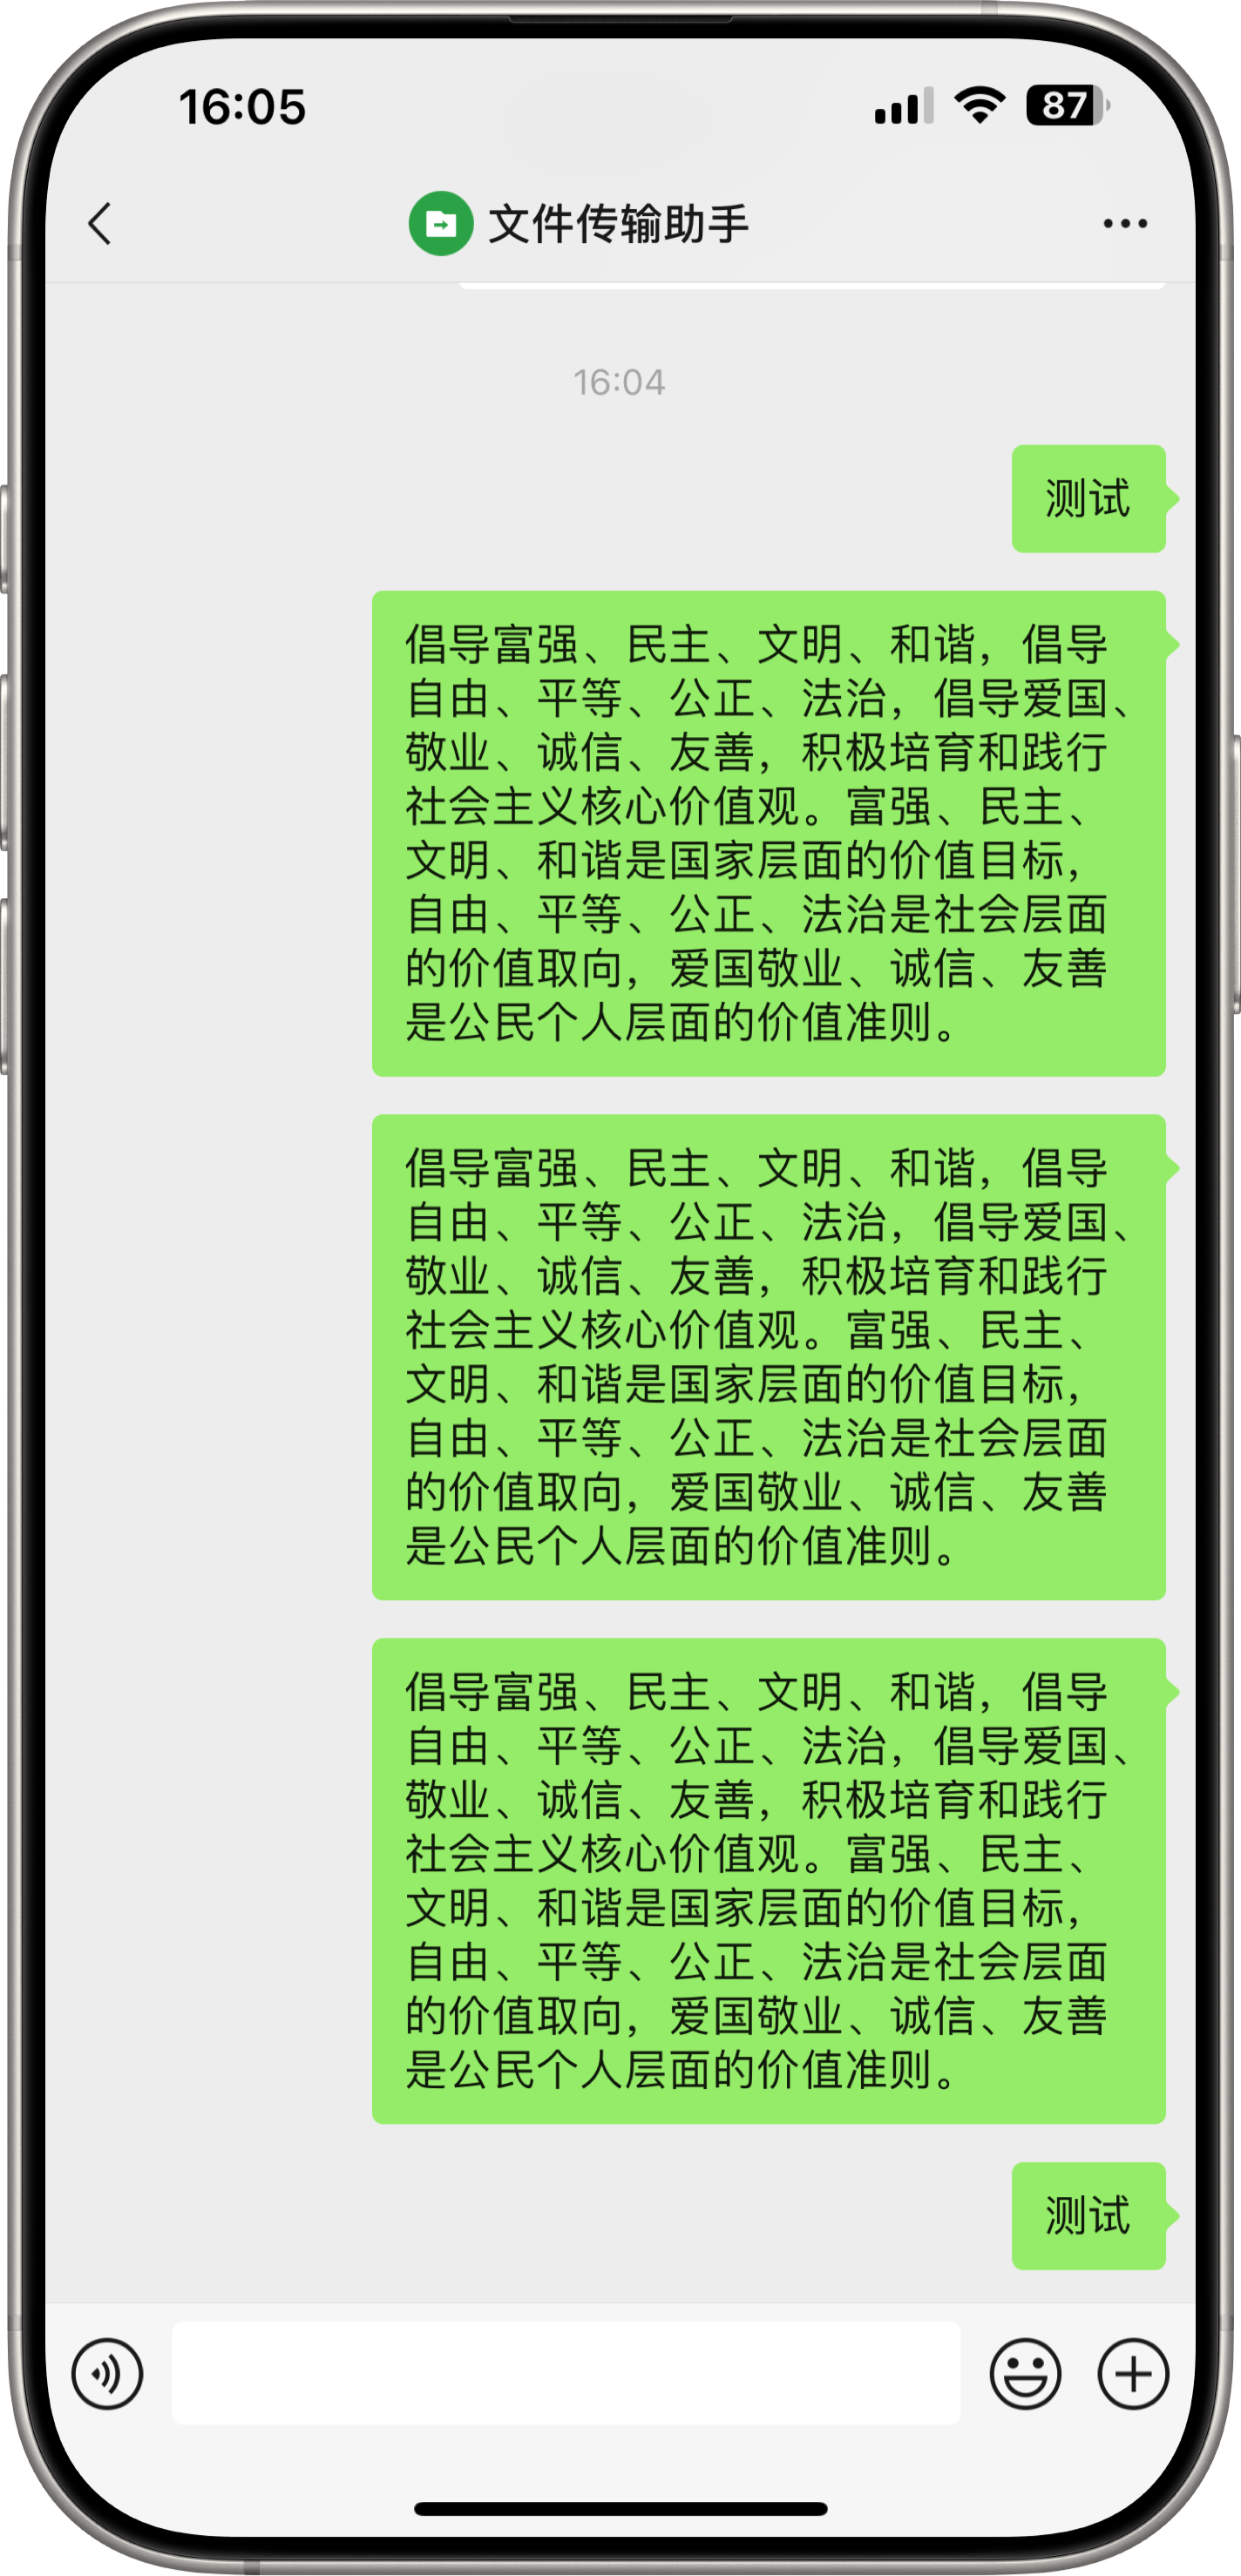 16:05
87
文件传输助手
16:04
测试
倡导富强、民主、文明、和谐，倡导
自由、平等、公正、法治，倡导爱国、
敬业、诚信、友善，积极培育和践行
社会主义核心价值观。富强、民主、
文明、和谐是国家层面的价值目标，
自由、平等、公正、法治是社会层面
的价值取向，爱国敬业、诚信、友善
是公民个人层面的价值准则。
倡导富强、民主、文明、和谐，倡导
自由、平等、公正、法治，倡导爱国、
敬业、诚信、友善，积极培育和践行
社会主义核心价值观。富强、民主、
文明、和谐是国家层面的价值目标，
自由、平等、公正、法治是社会层面
的价值取向，爱国敬业、诚信、友善
是公民个人层面的价值准则。
倡导富强、民主、文明、和谐，倡导
自由、平等、公正、法治，倡导爱国、
敬业、诚信、友善，积极培育和践行
社会主义核心价值观。富强、民主、
文明、和谐是国家层面的价值目标，
自由、平等、公正、法治是社会层面
的价值取向，爱国敬业、诚信、友善
是公民个人层面的价值准则。
测试